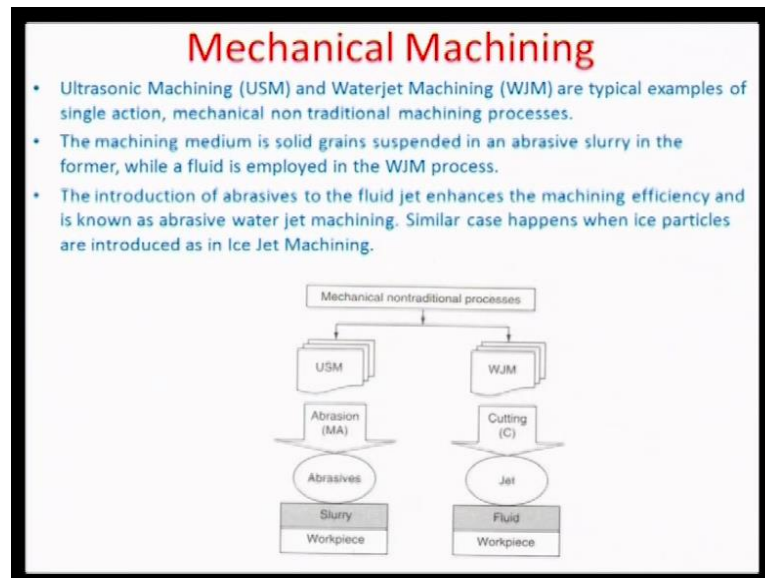 Mechanical Machining
• Ultrasonic Machining (USM) and Waterjet Machining (WJM) are typical examples of
single action, mechanical non traditional machining processes.
• The machining medium is solid grains suspended in an abrasive slurry in the
former, while a fluid is employed in the WJM process.
• The introduction of abrasives to the fluid jet enhances the machining efficiency and
is known as abrasive water jet machining. Similar case happens when ice particles
are introduced as in Ice Jet Machining.
Mechanical nontraditional processes
USM
WJM
Abrasion
(MA)
Cutting
(C)
Abrasives
Jet
Slurry
Fluid
Workpiece
Workpiece